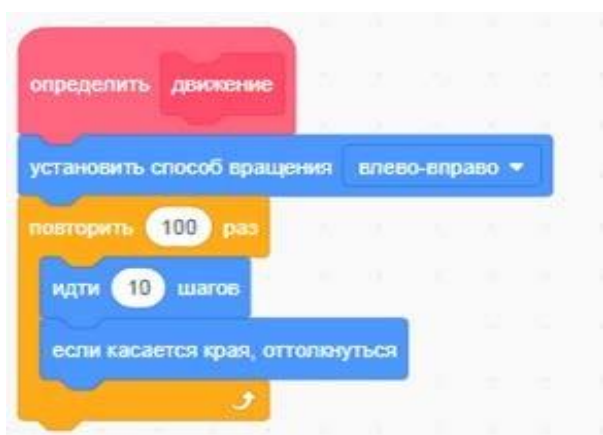 определить движение
установить способ вращения влево-вправо
повторить 100 раз
идти 10 шагов
если касается края, оттолкнуться